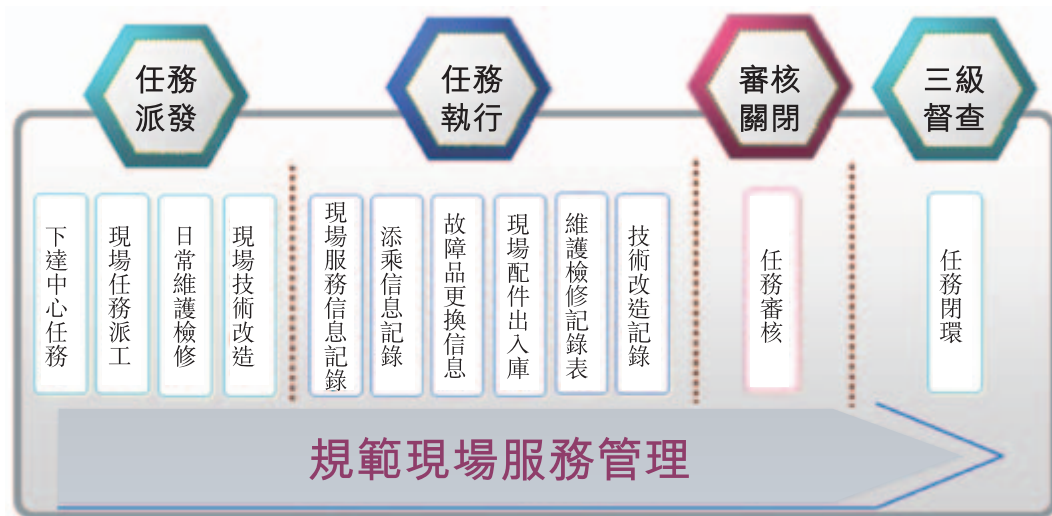 任務
派發
任務
執行
審核
關閉
三級
督查
下達中心任務
現場任務派工
日常維護檢修
現場技術改造
現場服務信息記錄
添乘信息記錄
故障品更換信息
現場配件出入庫
維護檢修記錄表
技術改造記錄
任務審核
任務閉環
規範現場服務管理